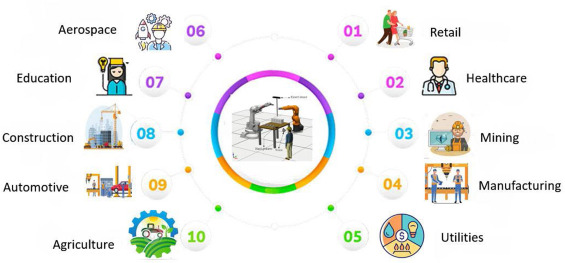 Aerospace 06 01 Retail
Education 07 02 Healthcare
Construction 08 03 Mining
Automotive 09 04 Manufacturing
Agriculture 10 05 Utilities